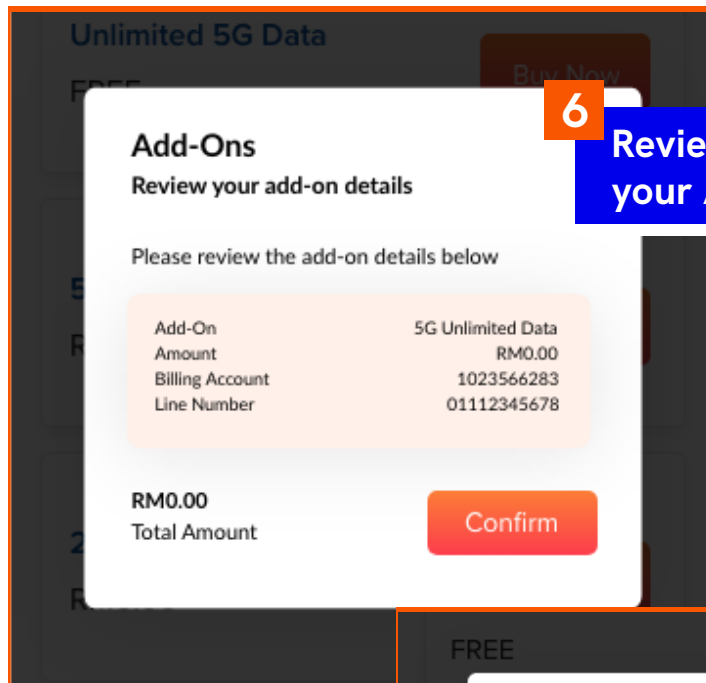 Unlimited 5G Data
Buy Now
6
Add-Ons
Review your add-on details
your
Please review the add-on details below
Add-On 5G Unlimited Data
Amount RM0.00
Billing Account 1023566283
Line Number 01112345678
RM0.00
Total Amount
Confirm
FREE